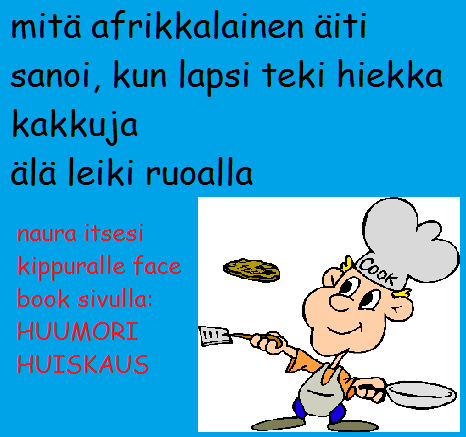 mitä afrikkalainen äiti
sanoi, kun lapsi teki hiekka
kakkuja
älä leiki ruoalla
naura itsesi
kippuralle face
book sivulla:
HUUMORI
HUISKAUS
Cook